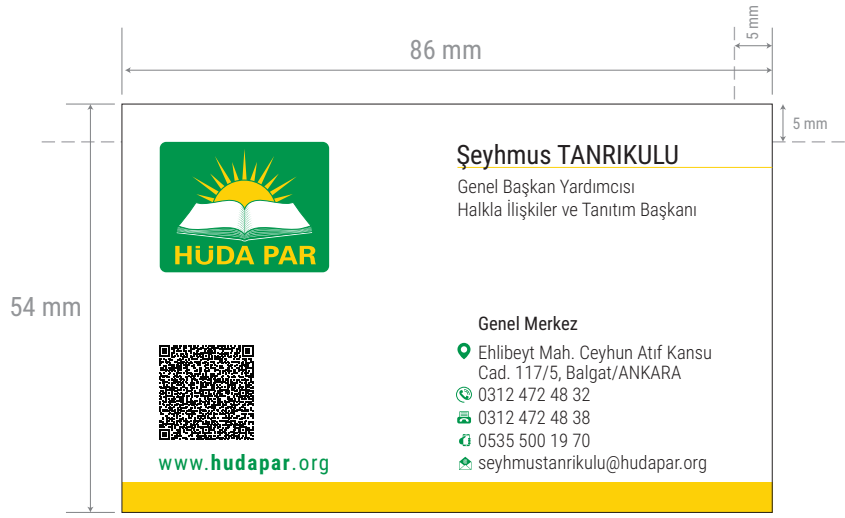 5 mm
86 mm
5 mm
54 mm
HÜDA PAR
Şeyhmus TANRIKULU
Genel Başkan Yardımcısı
Halkla İlişkiler ve Tanıtım Başkanı
Genel Merkez
Ehlibeyt Mah. Ceyhun Atıf Kansu
Cad. 117/5, Balgat/ANKARA
0312 472 48 32
0312 472 48 38
0535 500 19 70
seyhmustanrikulu@hudapar.org
www.hudapar.org